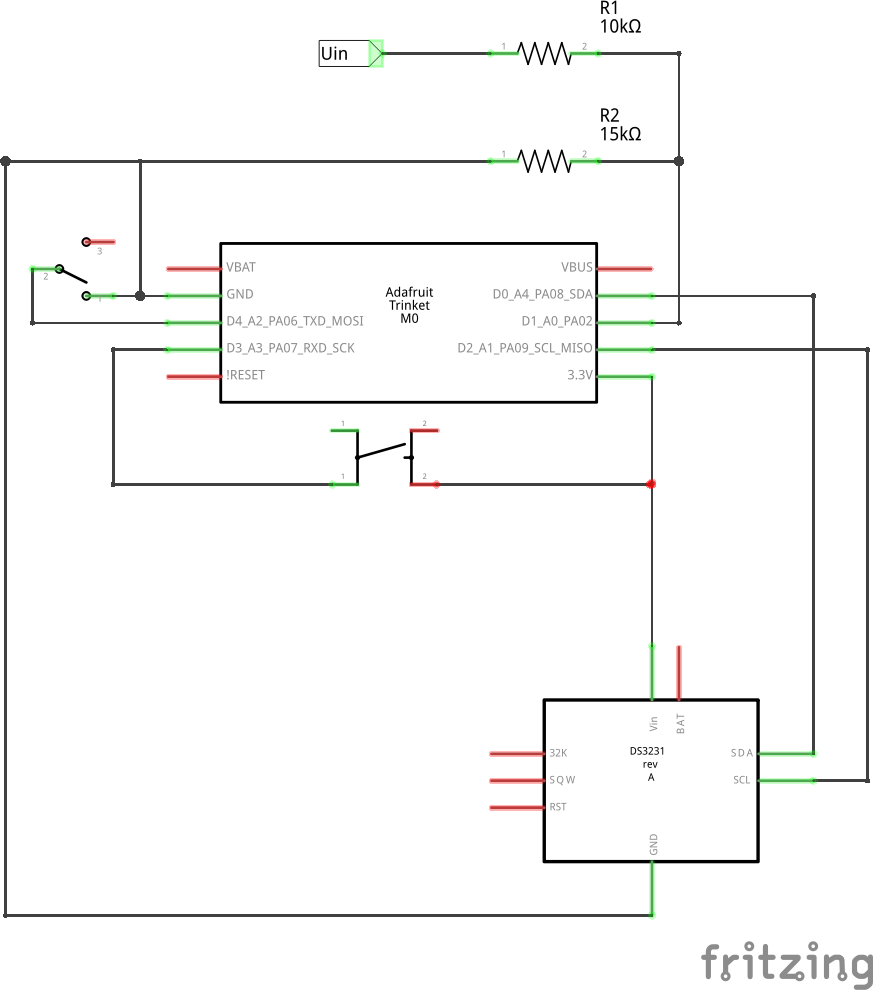 R1
10kΩ
Uin
1
2
R2
15kΩ
1
2
3
2
1
VBAT
VBUS
GND
Adafruit
Trinket
M0
D0_A4_PA08_SDA
D4_A2_PA06_TXD_MOSI
D1_A0_PA02
D3_A3_PA07_RXD_SCK
D2_A1_PA09_SCL_MISO
!RESET
3.3V
1
2
1
2
Vin
BAT
32K
DS3231
rev
A
SDA
SQW
SCL
RST
GND
fritzing